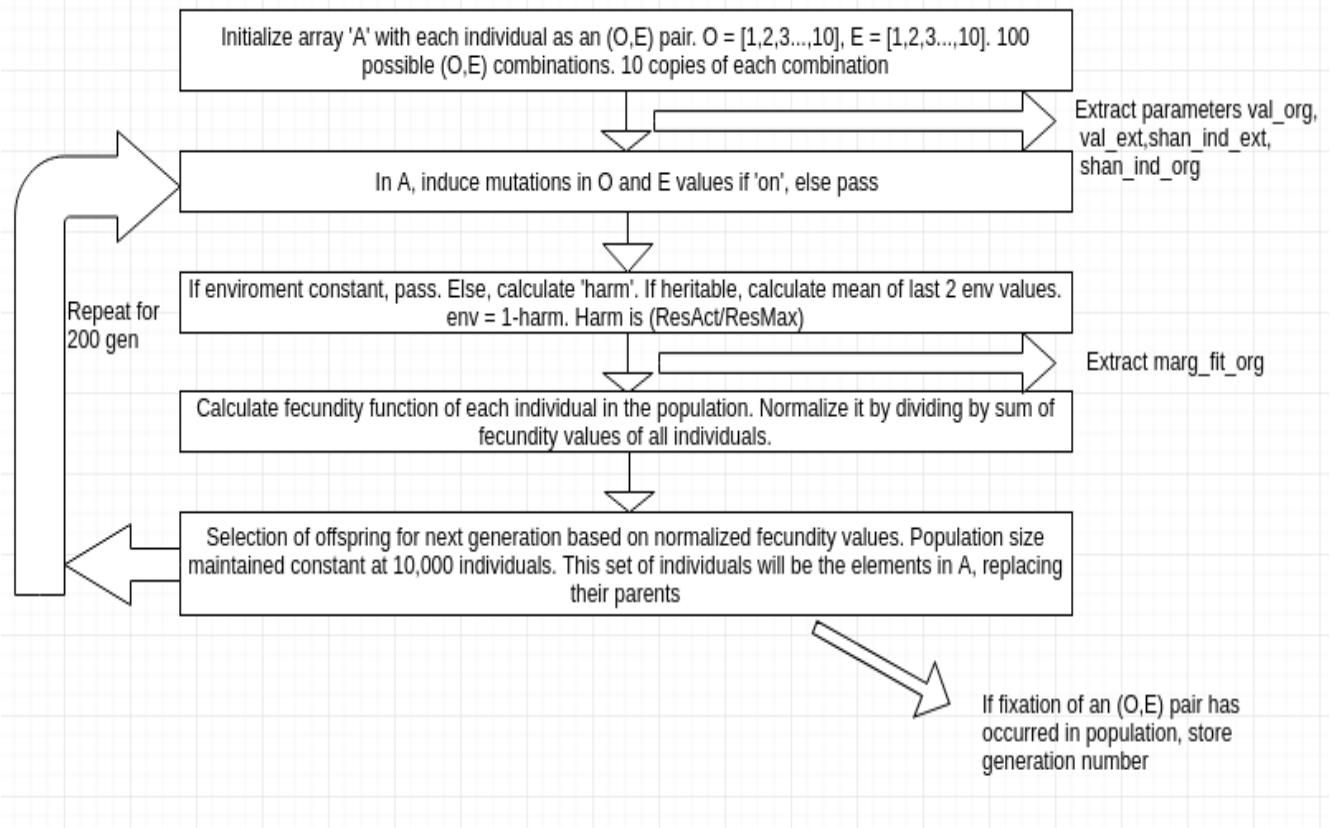 Initialize array 'A' with each individual as an (O,E) pair. O = [1,2,3...,10], E = [1,2,3...,10]. 100
possible (O,E) combinations. 10 copies of each combination
Extract parameters val_org,
val_ext,shan_ind_ext,
shan_ind_org
In A, induce mutations in O and E values if 'on', else pass
If enviroment constant, pass. Else, calculate 'harm'. If heritable, calculate mean of last 2 env values.
env = 1-harm. Harm is (ResAct/ResMax)
Repeat for
200 gen
Extract marg_fit_org
Calculate fecundity function of each individual in the population. Normalize it by dividing by sum of
fecundity values of all individuals.
Selection of offspring for next generation based on normalized fecundity values. Population size
maintained constant at 10,000 individuals. This set of individuals will be the elements in A, replacing
their parents
If fixation of an (O,E) pair has
occurred in population, store
generation number